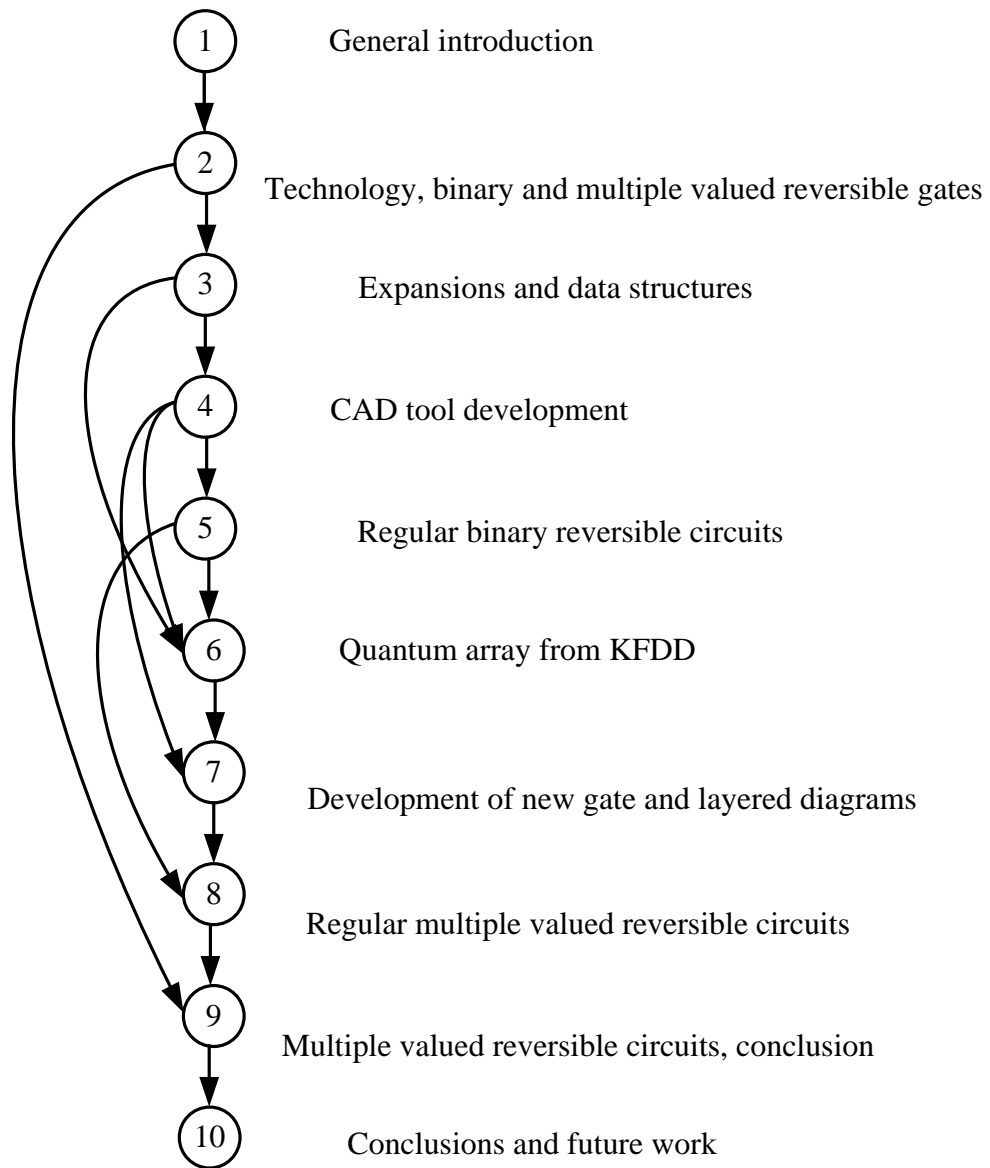 1 General introduction
2
Technology, binary and multiple valued reversible gates
3 Expansions and data structures
4 CAD tool development
5 Regular binary reversible circuits
6 Quantum array from KFDD
7
Development of new gate and layered diagrams
8
Regular multiple valued reversible circuits
9
Multiple valued reversible circuits, conclusion
10 Conclusions and future work